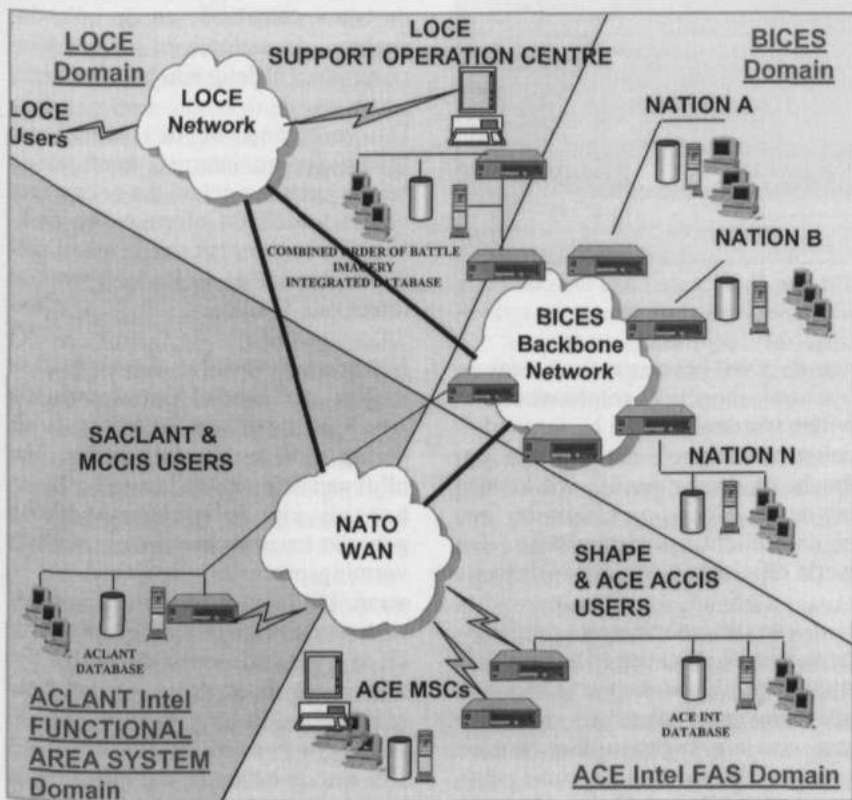 LOCE
Domain
LOCE
SUPPORT OPERATION CENTRE
BICES
Domain
LOCE
Users
LOCE
Network
NATION A
NATION B
COMBINED ORDER OF BATTLE
IMAGERY
INTEGRATED DATABASE
BICES
Backbone
Network
SACLANT &
MCCIS USERS
NATION N
NATO
WAN
SHAPE
& ACE ACCIS
USERS
ACLANT
DATABASE
ACE MSCs
ACE INT
DATABASE
ACLANT Intel
FUNCTIONAL
AREA SYSTEM
Domain
ACE Intel FAS Domain